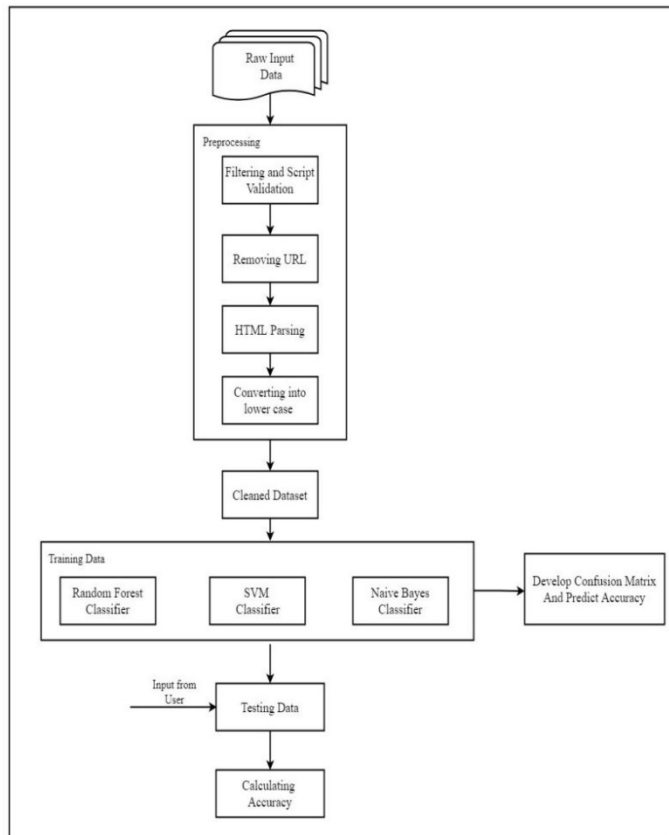 Raw Input
Data
Preprocessing
Filtering and Script
Validation
Removing URL
HTML Parsing
Converting into
lower case
Cleaned Dataset
Training Data
Random Forest
Classifier
SVM
Classifier
Naive Bayes
Classifier
Develop Confusion Matrix
And Predict Accuracy
Input from
User
Testing Data
Calculating
Accuracy